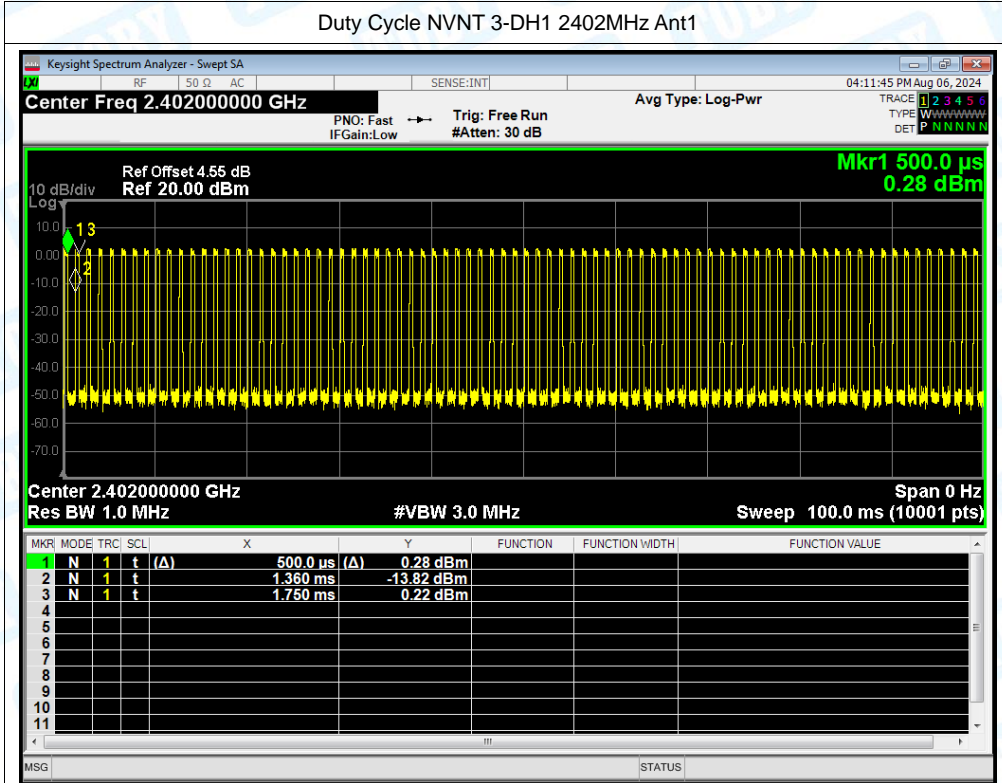 Duty Cycle NVNT 3-DH1 2402MHz Ant1
Keysight Spectrum Analyzer - Swept SA
LXI RF 50 Ω AC SENSE:INT 04:11:45 PM Aug 06, 2024
Center Freq 2.402000000 GHz Avg Type: Log-Pwr TRACE 1 2 3 4 5 6
PNO: Fast Trig: Free Run TYPE WWWWWWW
IFGain:Low #Atten: 30 dB DET P N N N N N
Mkr1 500.0 µs
Ref Offset 4.55 dB
10 dB/div Ref 20.00 dBm 0.28 dBm
Log
10.0
1 3
0.00
2
-10.0
-20.0
-30.0
-40.0
-50.0
-60.0
-70.0
Center 2.402000000 GHz Span 0 Hz
Res BW 1.0 MHz #VBW 3.0 MHz Sweep 100.0 ms (10001 pts)
MKR MODE TRC SCL X Y FUNCTION FUNCTION WIDTH FUNCTION VALUE
1 N 1 t (Δ) 500.0 µs (Δ) 0.28 dBm
2 N 1 t 1.360 ms -13.82 dBm
3 N 1 t 1.750 ms 0.22 dBm
4
5
6
7
8
9
10
11
MSG STATUS